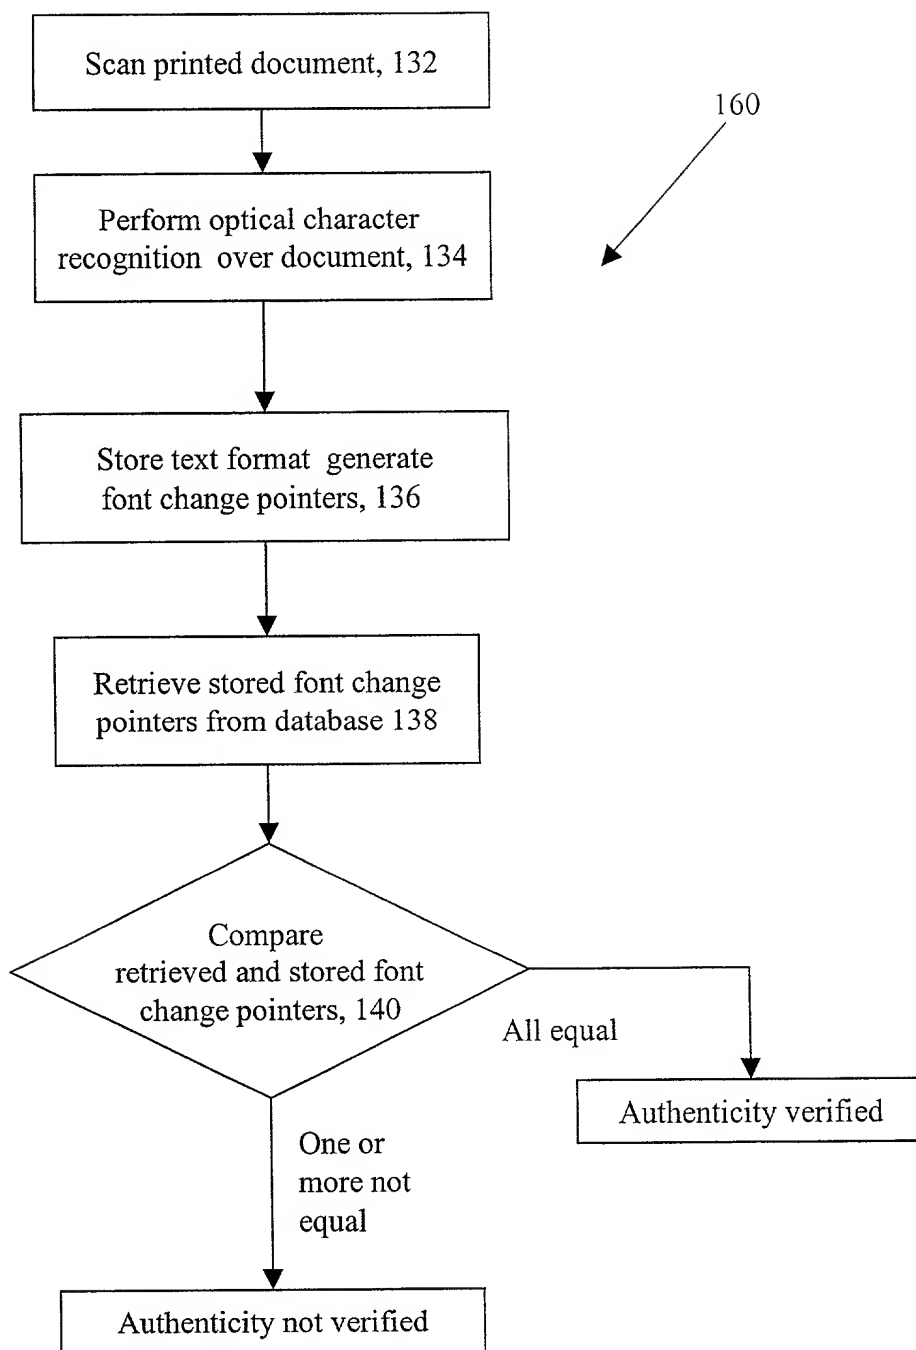 Scan printed document, 132
160
Perform optical character
recognition over document, 134
Store text format generate
font change pointers, 136
Retrieve stored font change
pointers from database 138
Compare
retrieved and stored font
change pointers, 140
All equal
Authenticity verified
One or
more not
equal
Authenticity not verified